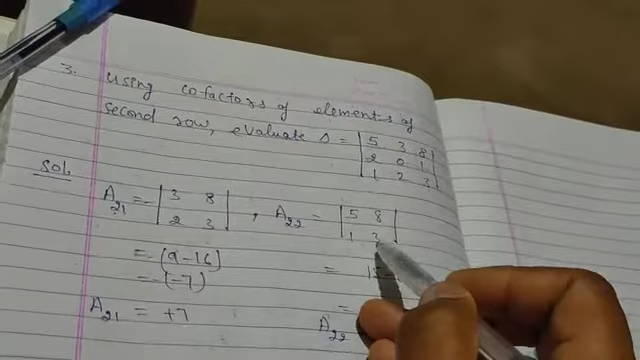 3. Using cofactors of elements of
second row, evaluate Δ = | 5 3 8 |
| 2 0 1 |
| 1 2 3 |
Sol. A21 = - | 3 8 | , A22 = | 5 8 |
| 2 3 | | 1 3 |
= (9-16) = 15
= (-7) =
A21 = +7 A22